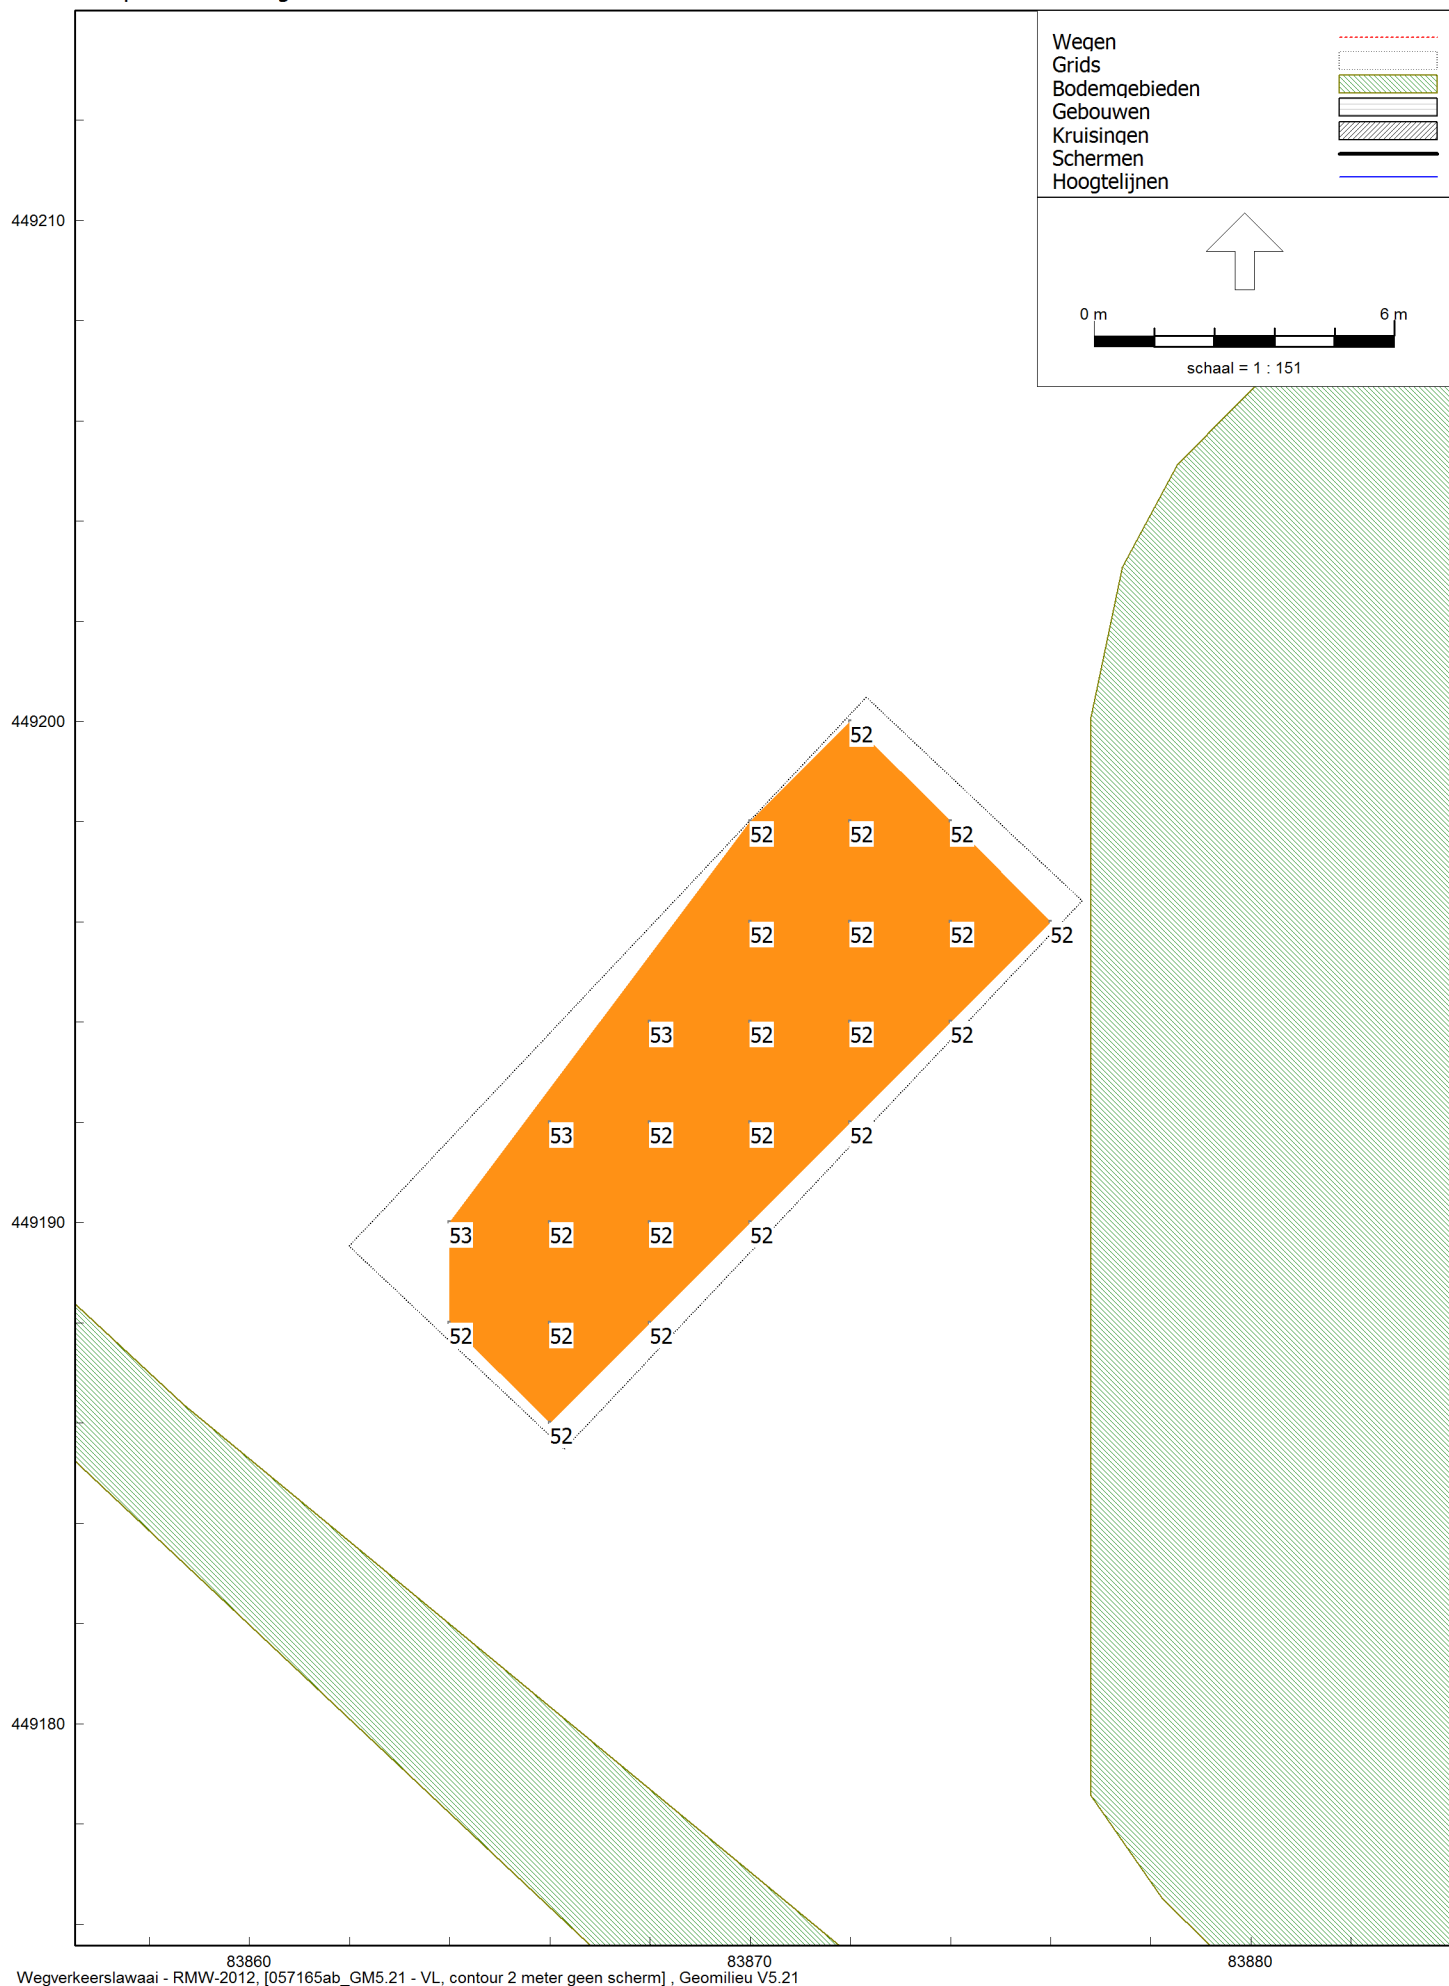 Wegen
Grids
Bodemgebieden
Gebouwen
Kruisingen
Schermen
Hoogtelijnen
0 m 6 m
schaal = 1 : 151
449210
449200
52
52 52 52
52 52 52 52
53 52 52 52
53 52 52 52
449190
53 52 52 52
52 52 52
52
449180
83860 83870 83880
Wegverkeerslawaai - RMW-2012, [057165ab_GM5.21 - VL, contour 2 meter geen scherm] , Geomilieu V5.21